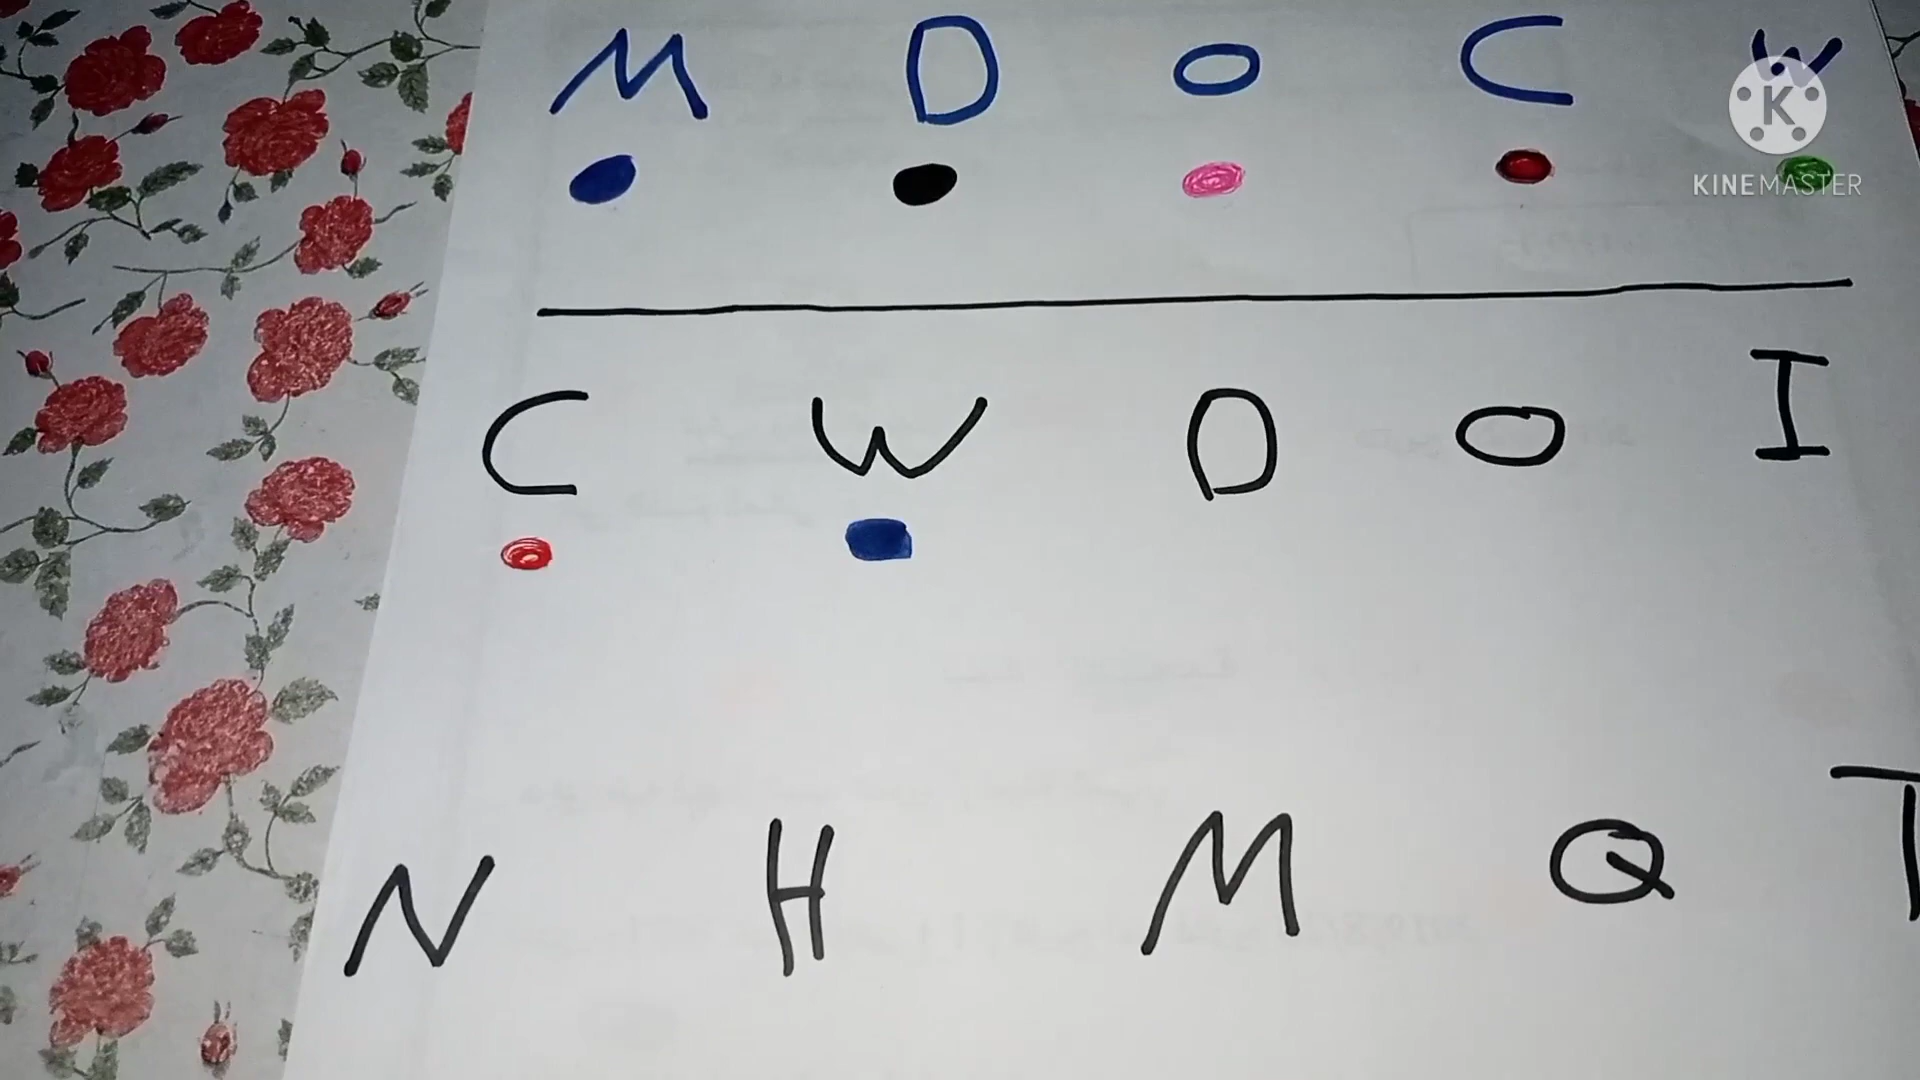 M D O C W
K
KINEMASTER
C W D O I
N H M Q T